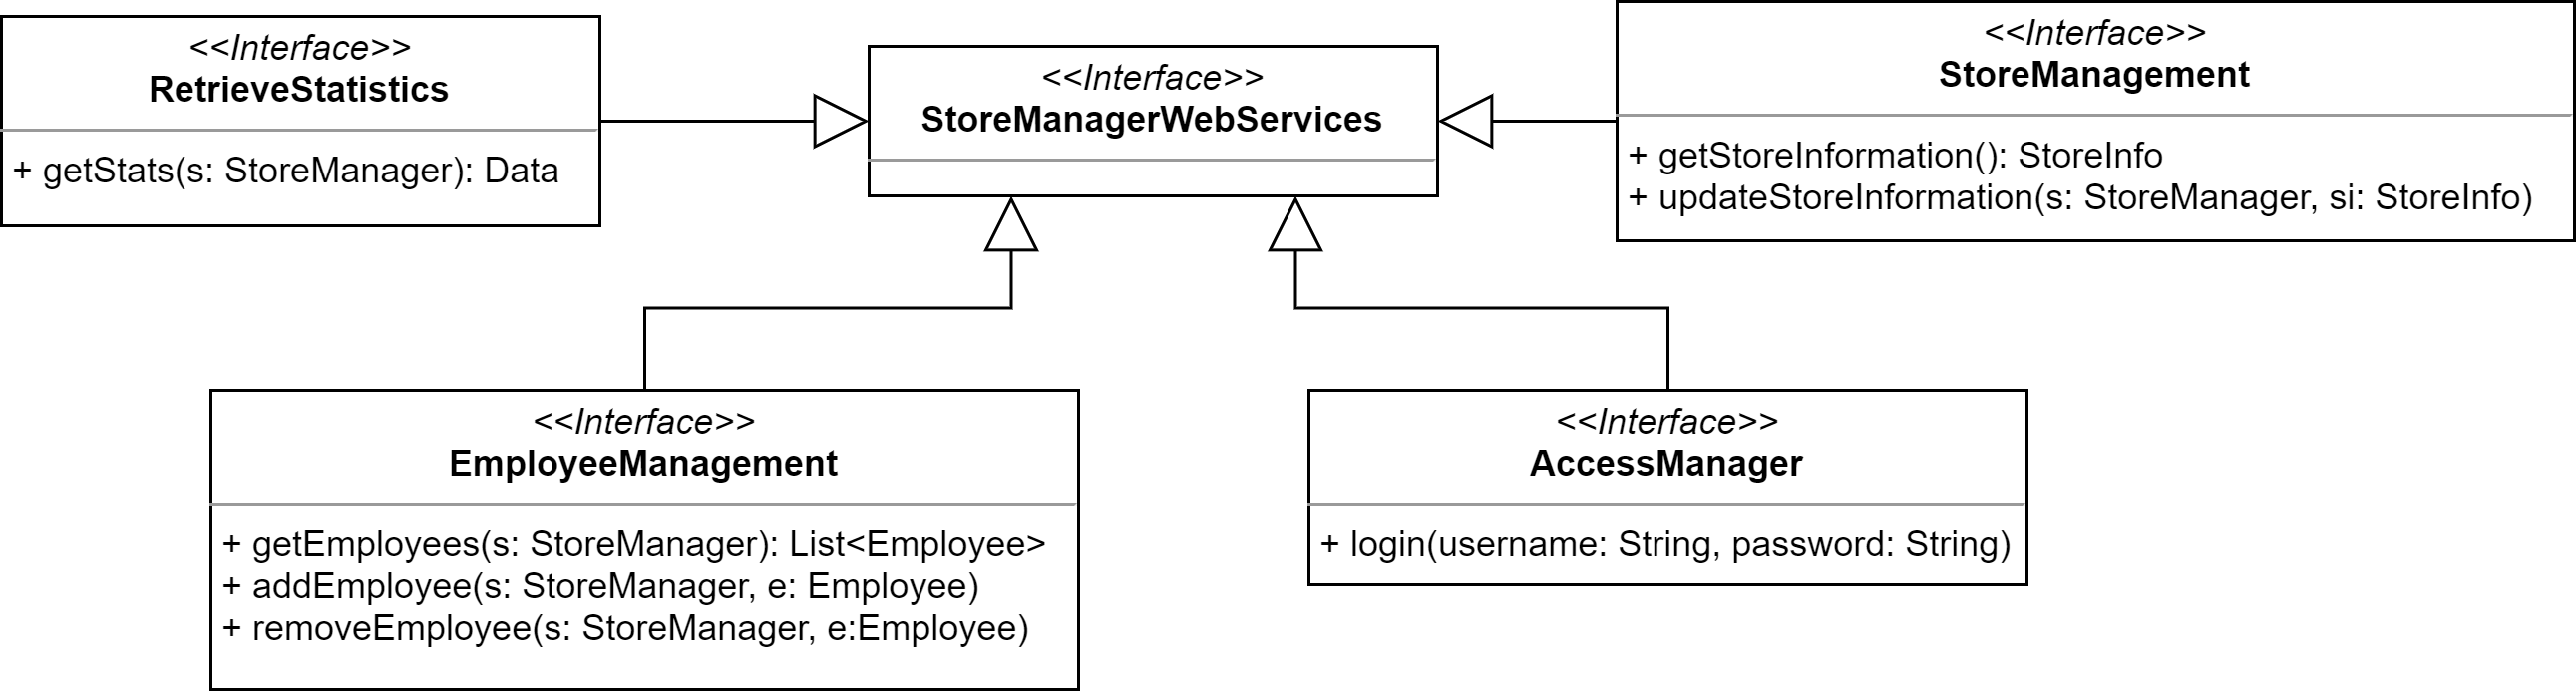 <<Interface>>
RetrieveStatistics
+ getStats(s: StoreManager): Data
<<Interface>>
StoreManagerWebServices
<<Interface>>
StoreManagement
+ getStoreInformation(): StoreInfo
+ updateStoreInformation(s: StoreManager, si: StoreInfo)
<<Interface>>
EmployeeManagement
+ getEmployees(s: StoreManager): List<Employee>
+ addEmployee(s: StoreManager, e: Employee)
+ removeEmployee(s: StoreManager, e:Employee)
<<Interface>>
AccessManager
+ login(username: String, password: String)